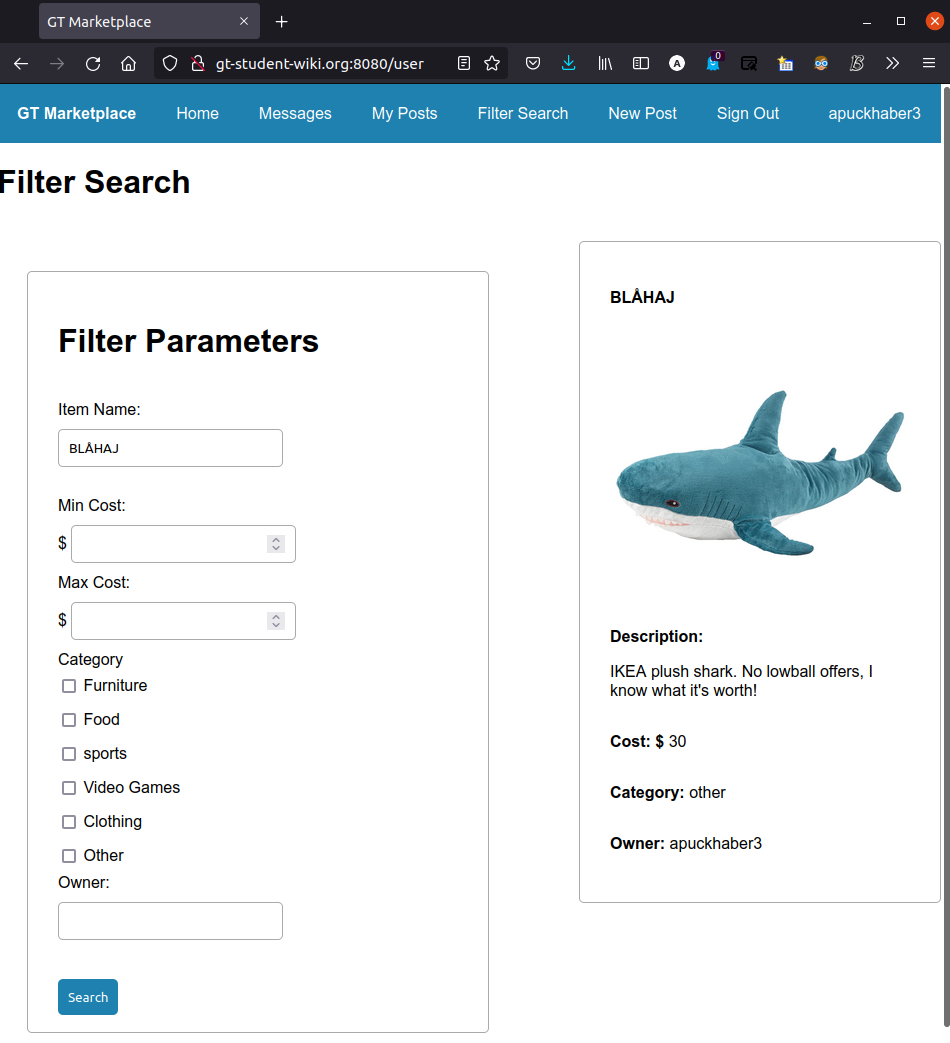 GT Marketplace
gt-student-wiki.org:8080/user
A
0
GT Marketplace Home Messages My Posts Filter Search New Post Sign Out apuckhaber3
Filter Search
Filter Parameters
Item Name:
BLÅHAJ
Min Cost:
$
Max Cost:
$
Category
Furniture
Food
sports
Video Games
Clothing
Other
Owner:
Search
BLÅHAJ
Description:
IKEA plush shark. No lowball offers, I
know what it's worth!
Cost: $ 30
Category: other
Owner: apuckhaber3